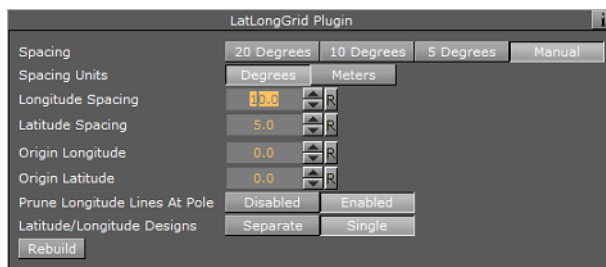 LatLongGrid Plugin i
Spacing 20 Degrees 10 Degrees 5 Degrees Manual
Spacing Units Degrees Meters
Longitude Spacing 10.0 R
Latitude Spacing 5.0 R
Origin Longitude 0.0 R
Origin Latitude 0.0 R
Prune Longitude Lines At Pole Disabled Enabled
Latitude/Longitude Designs Separate Single
Rebuild